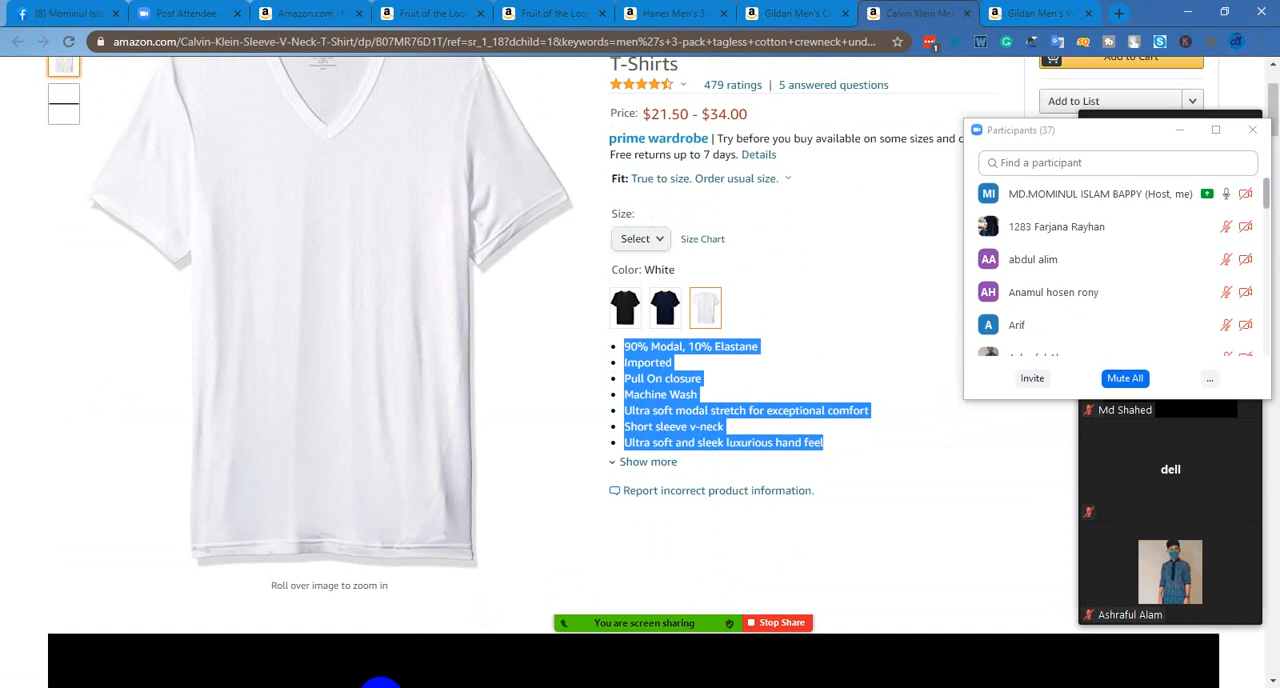 (8) Mominul Isl
Post Attendee -
Amazon.com
Fruit of the Loo
Fruit of the Loo
Hanes Men's 3-
Gildan Men's C
Calvin Klein Me
Gildan Men's V-
amazon.com/Calvin-Klein-Sleeve-V-Neck-T-Shirt/dp/B07MR76D1T/ref=sr_1_18?dchild=1&keywords=men%27s+3-pack+tagless+cotton+crewneck+und...
T-Shirts
Add to Cart
479 ratings | 5 answered questions
Add to List
Price: $21.50 - $34.00
prime wardrobe | Try before you buy available on some sizes and c
Free returns up to 7 days. Details
Fit: True to size. Order usual size.
Size:
Select
Size Chart
Color: White
90% Modal, 10% Elastane
Imported
Pull On closure
Machine Wash
Ultra soft modal stretch for exceptional comfort
Short sleeve v-neck
Ultra soft and sleek luxurious hand feel
Show more
Report incorrect product information.
Roll over image to zoom in
Participants (37)
Find a participant
MI MD.MOMINUL ISLAM BAPPY (Host, me)
1283 Farjana Rayhan
AA abdul alim
AH Anamul hosen rony
A Arif
Invite
Mute All
...
Md Shahed
dell
Ashraful Alam
You are screen sharing
Stop Share